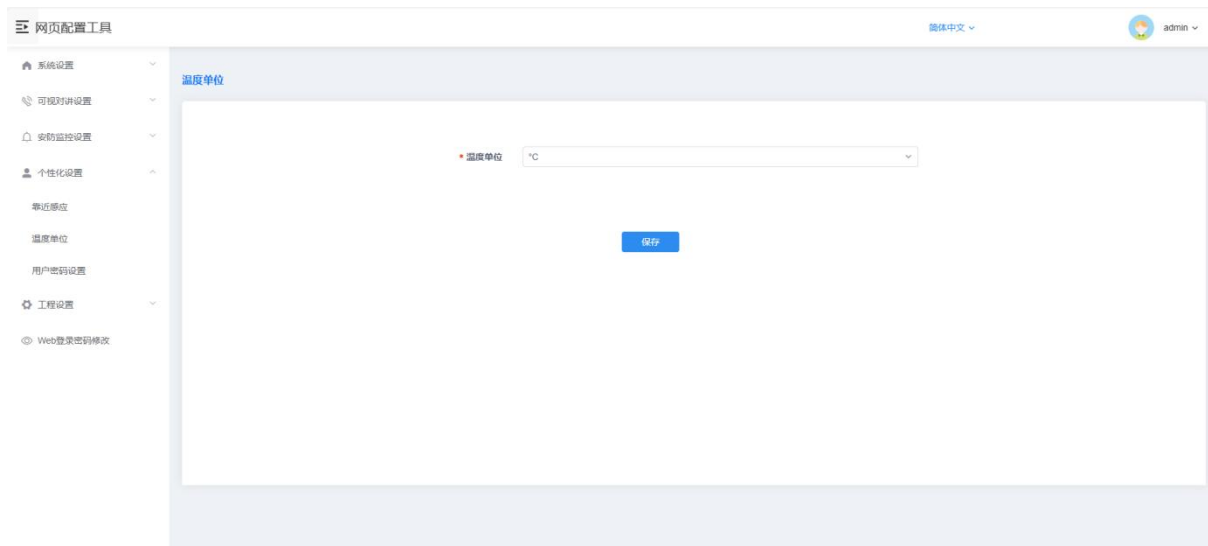 网页配置工具
简体中文
admin
系统设置
可视对讲设置
安防监控设置
个性化设置
靠近感应
温度单位
用户密码设置
工程设置
Web登录密码修改
温度单位
* 温度单位
°C
保存